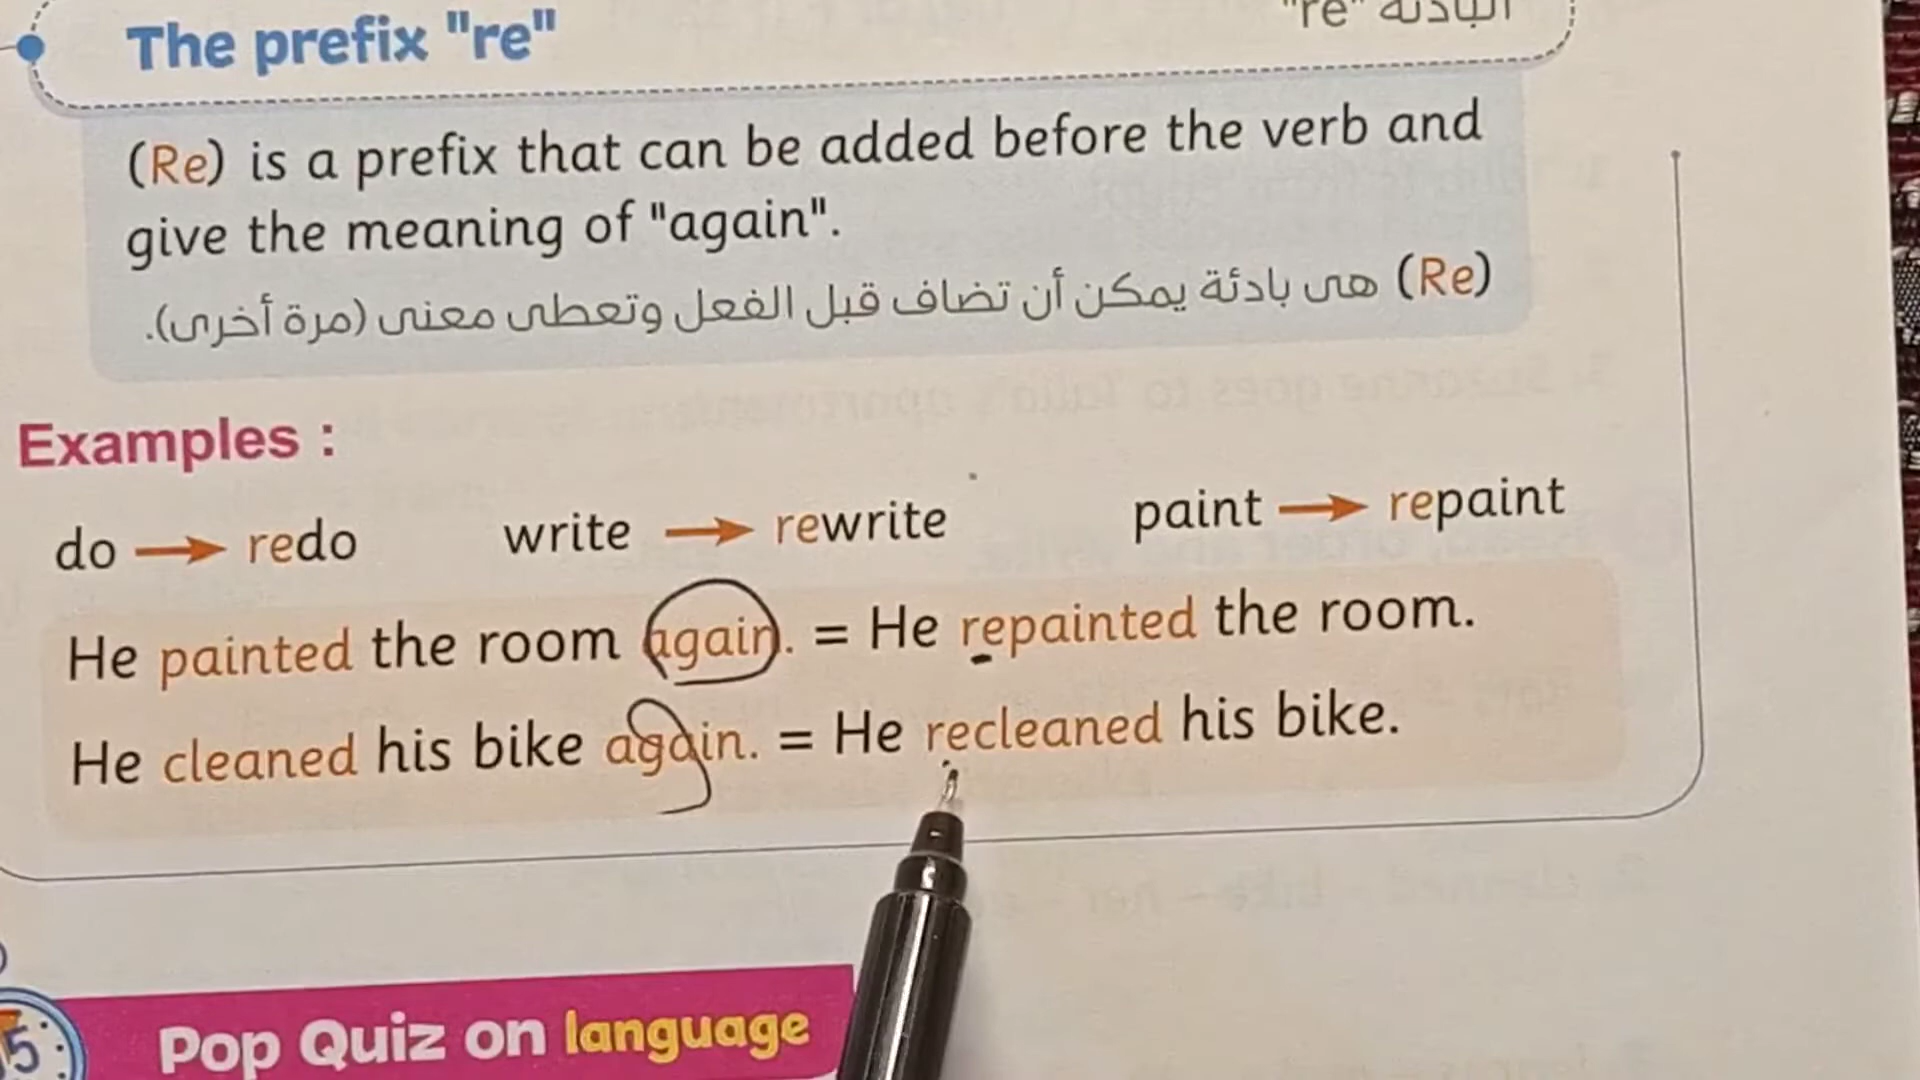 The prefix "re"
البادئة "re"
(Re) is a prefix that can be added before the verb and
give the meaning of "again".
(Re) هى بادئة يمكن أن تضاف قبل الفعل وتعطى معنى (مرة أخرى).
Examples :
do → redo write → rewrite paint → repaint
He painted the room again. = He repainted the room.
He cleaned his bike again. = He recleaned his bike.
5
Pop Quiz on language